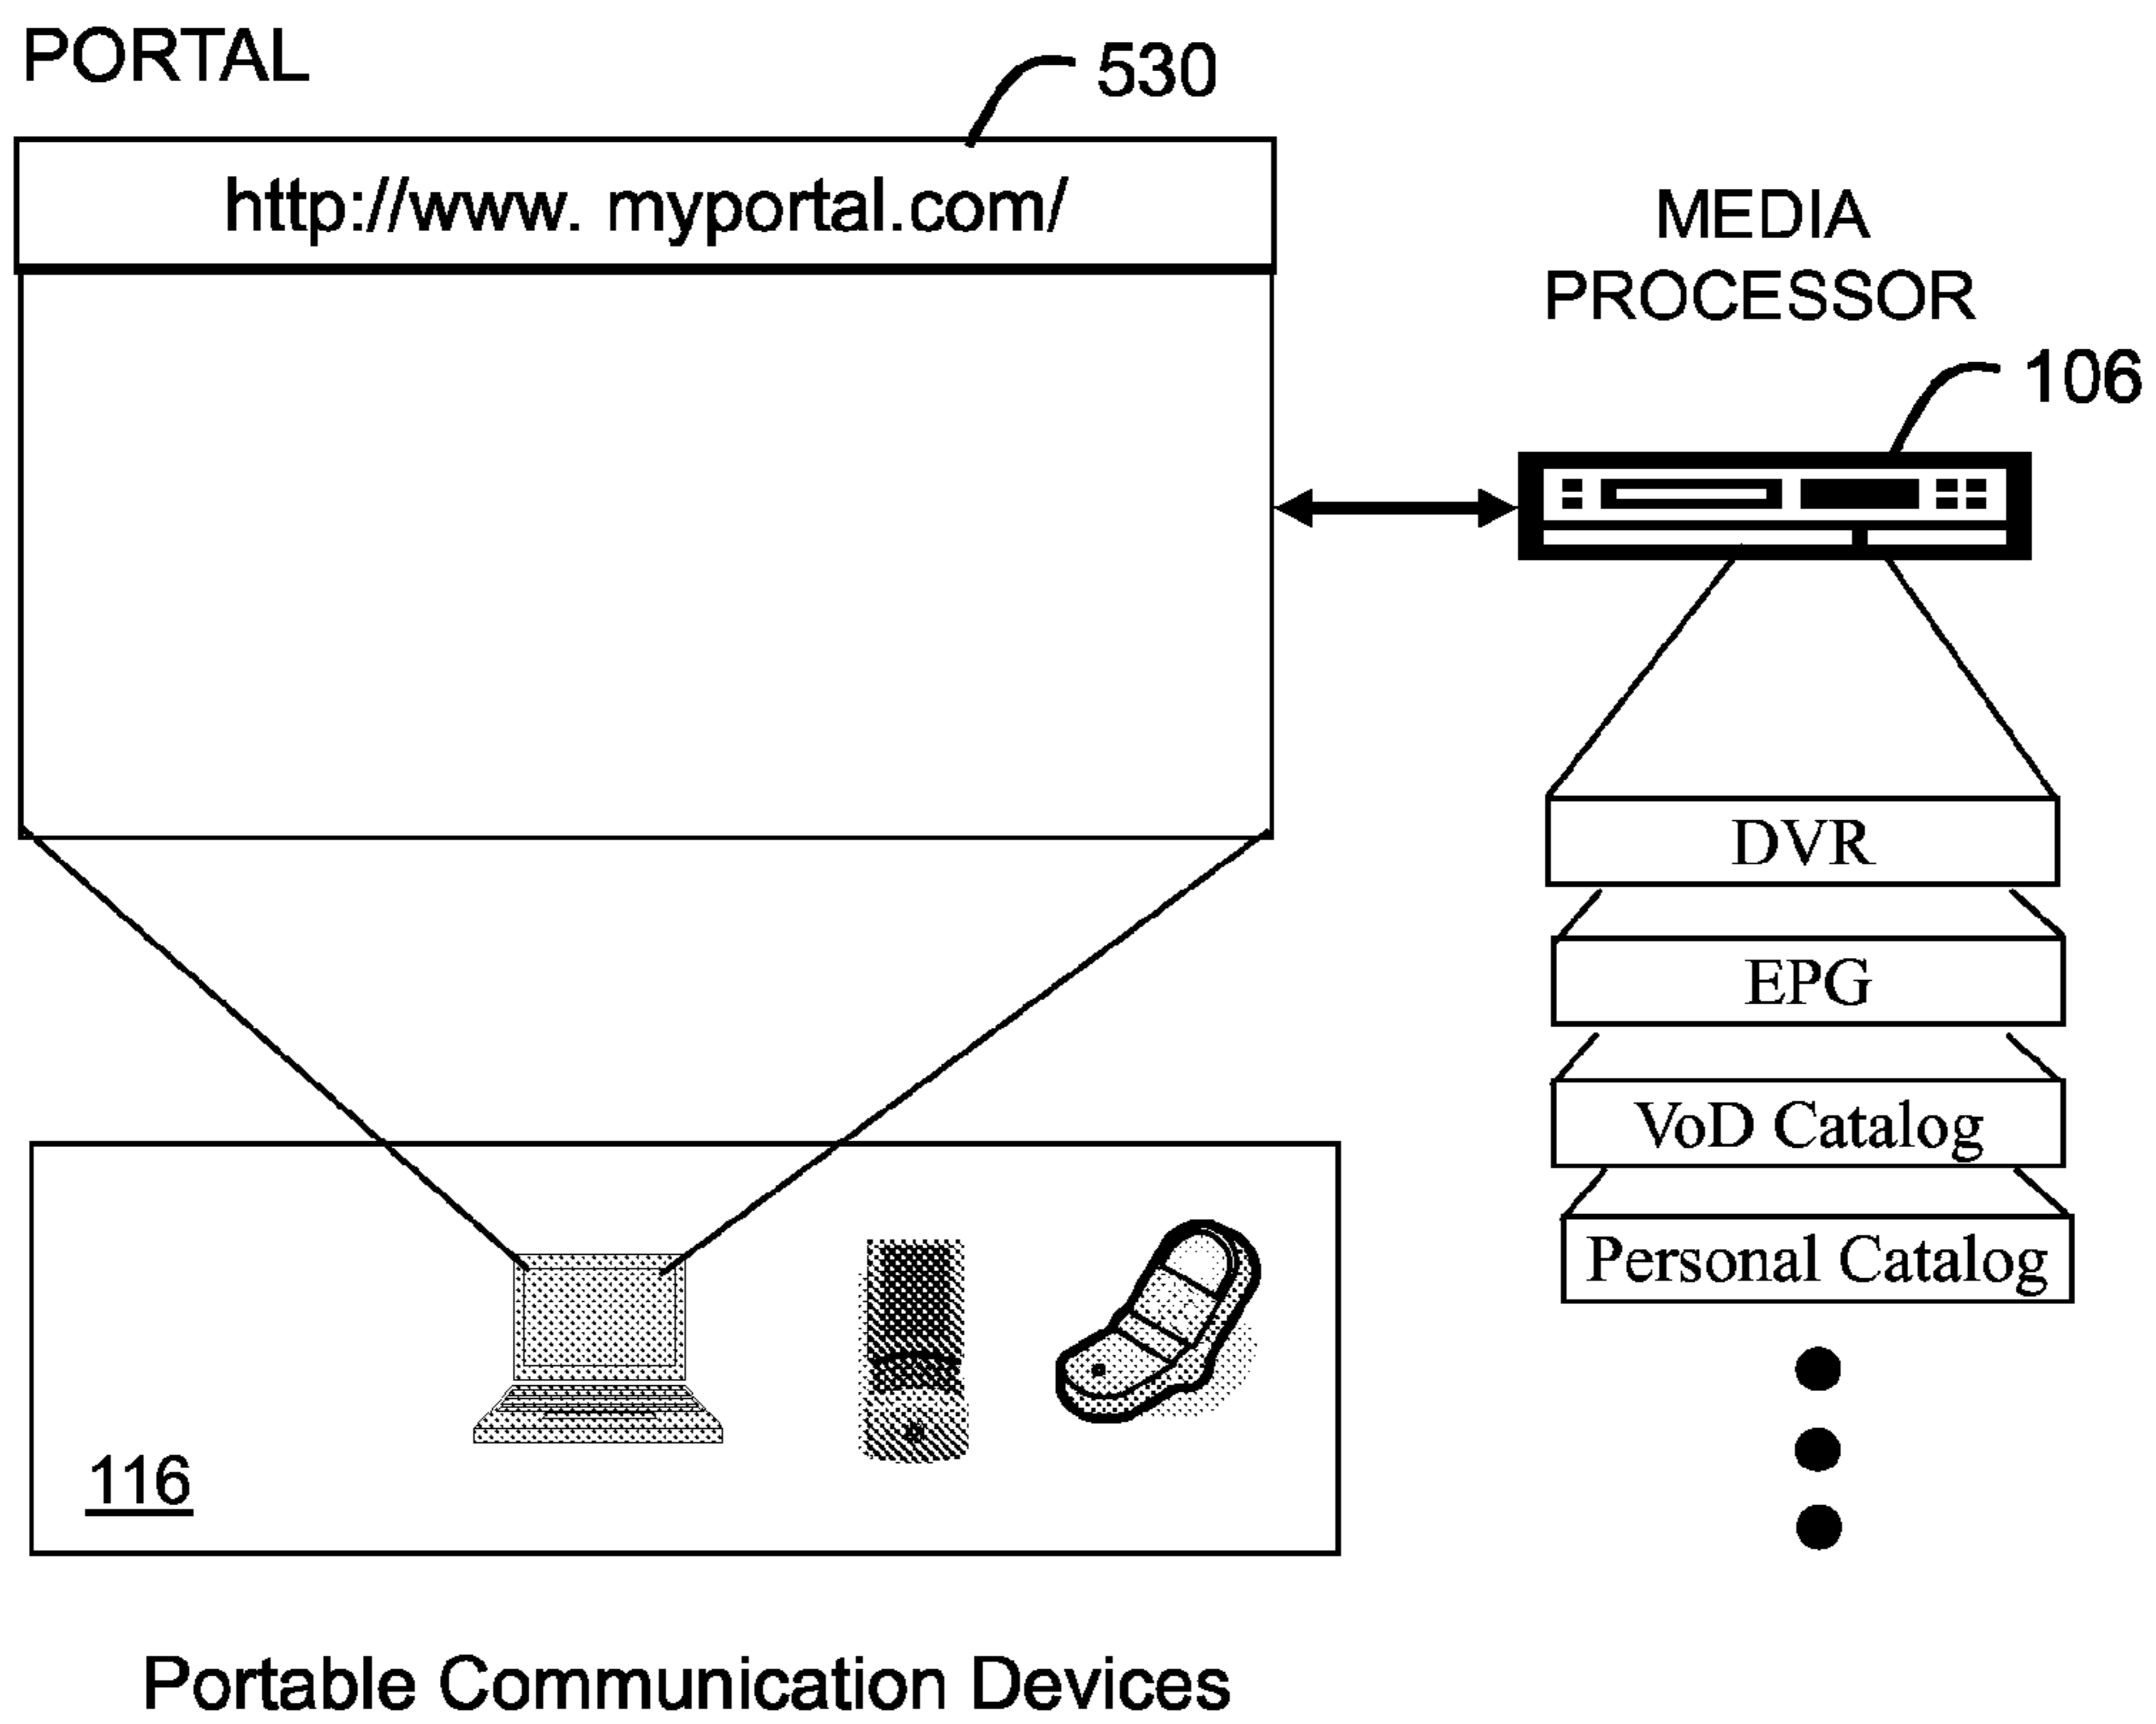 PORTAL
530
http://www. myportal.com/
MEDIA
PROCESSOR
106
DVR
EPG
VoD Catalog
Personal Catalog
116
Portable Communication Devices